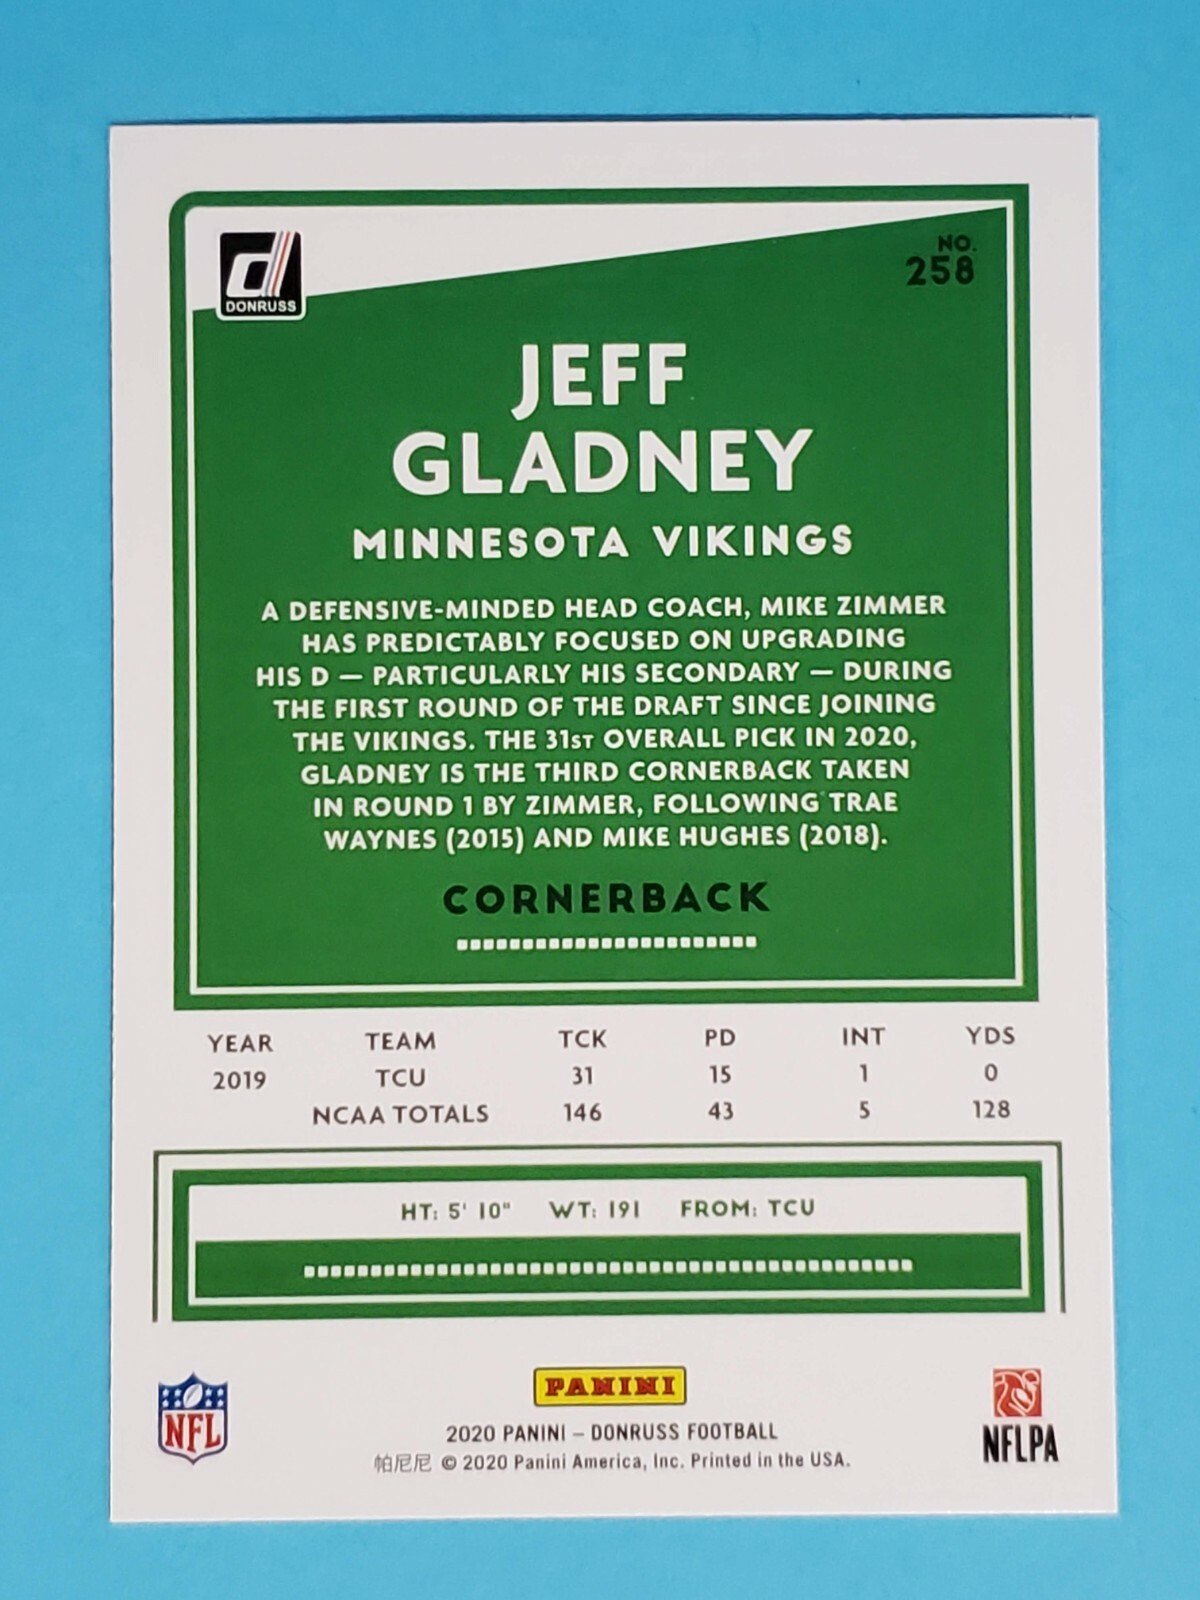 DONRUSS
NO.
258
JEFF
GLADNEY
MINNESOTA VIKINGS
A DEFENSIVE-MINDED HEAD COACH, MIKE ZIMMER
HAS PREDICTABLY FOCUSED ON UPGRADING
HIS D — PARTICULARLY HIS SECONDARY — DURING
THE FIRST ROUND OF THE DRAFT SINCE JOINING
THE VIKINGS. THE 31ST OVERALL PICK IN 2020,
GLADNEY IS THE THIRD CORNERBACK TAKEN
IN ROUND 1 BY ZIMMER, FOLLOWING TRAE
WAYNES (2015) AND MIKE HUGHES (2018).
CORNERBACK
YEAR TEAM TCK PD INT YDS
2019 TCU 31 15 1 0
NCAA TOTALS 146 43 5 128
HT: 5' 10" WT: 191 FROM: TCU
NFL
PANINI
NFLPA
2020 PANINI – DONRUSS FOOTBALL
帕尼尼 © 2020 Panini America, Inc. Printed in the USA.